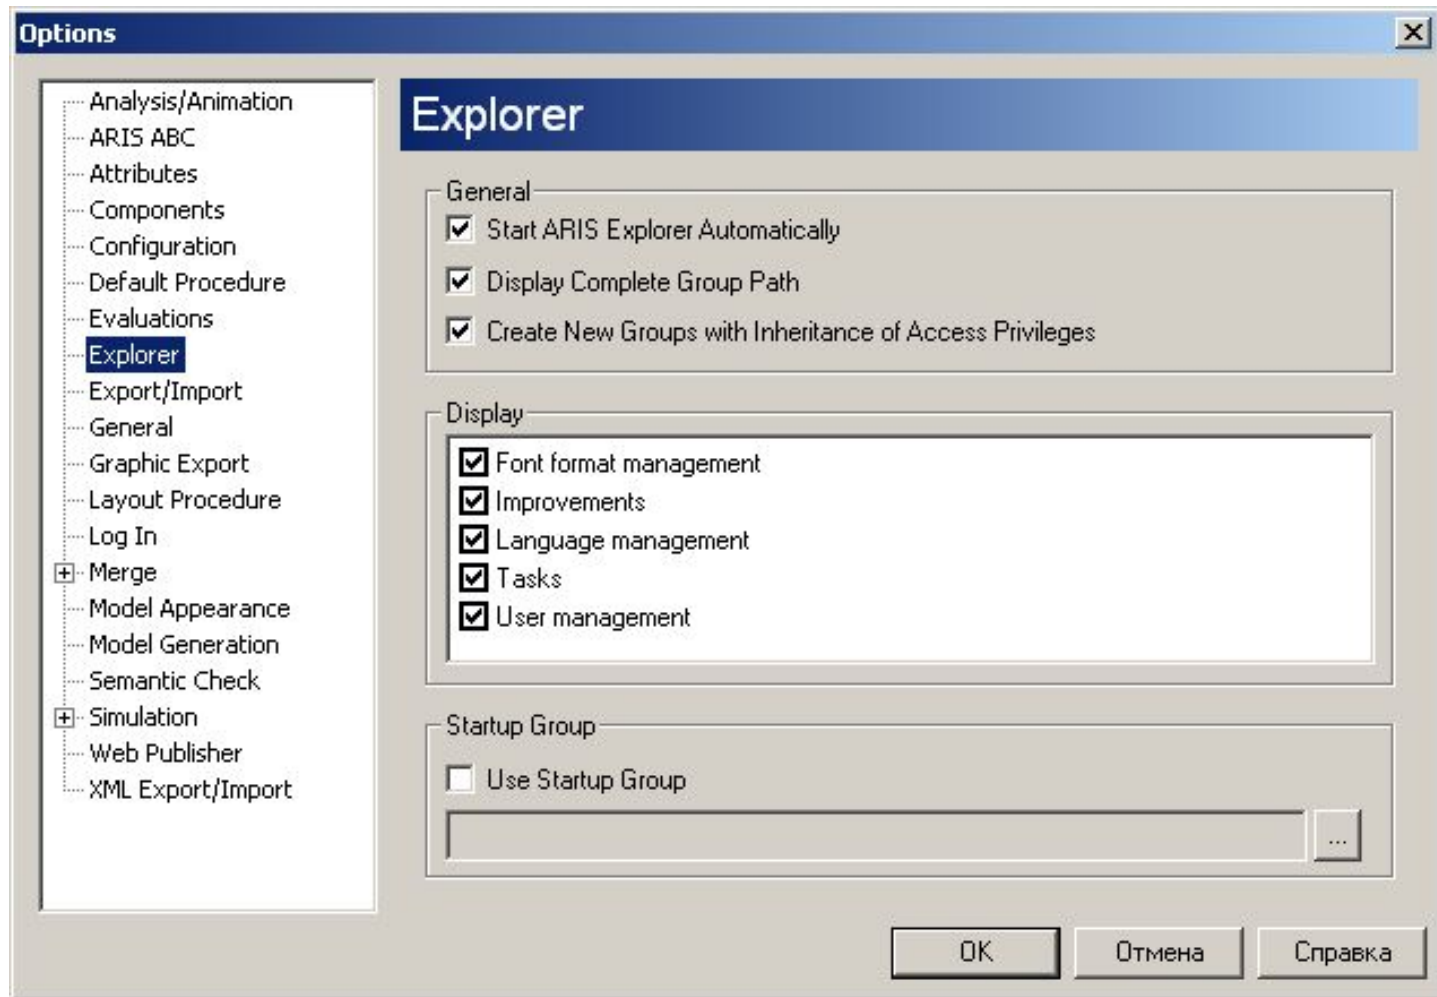 Options
Analysis/Animation
ARIS ABC
Attributes
Components
Configuration
Default Procedure
Evaluations
Explorer
Export/Import
General
Graphic Export
Layout Procedure
Log In
Merge
Model Appearance
Model Generation
Semantic Check
Simulation
Web Publisher
XML Export/Import
Explorer
General
Start ARIS Explorer Automatically
Display Complete Group Path
Create New Groups with Inheritance of Access Privileges
Display
Font format management
Improvements
Language management
Tasks
User management
Startup Group
Use Startup Group
...
OK
Отмена
Справка